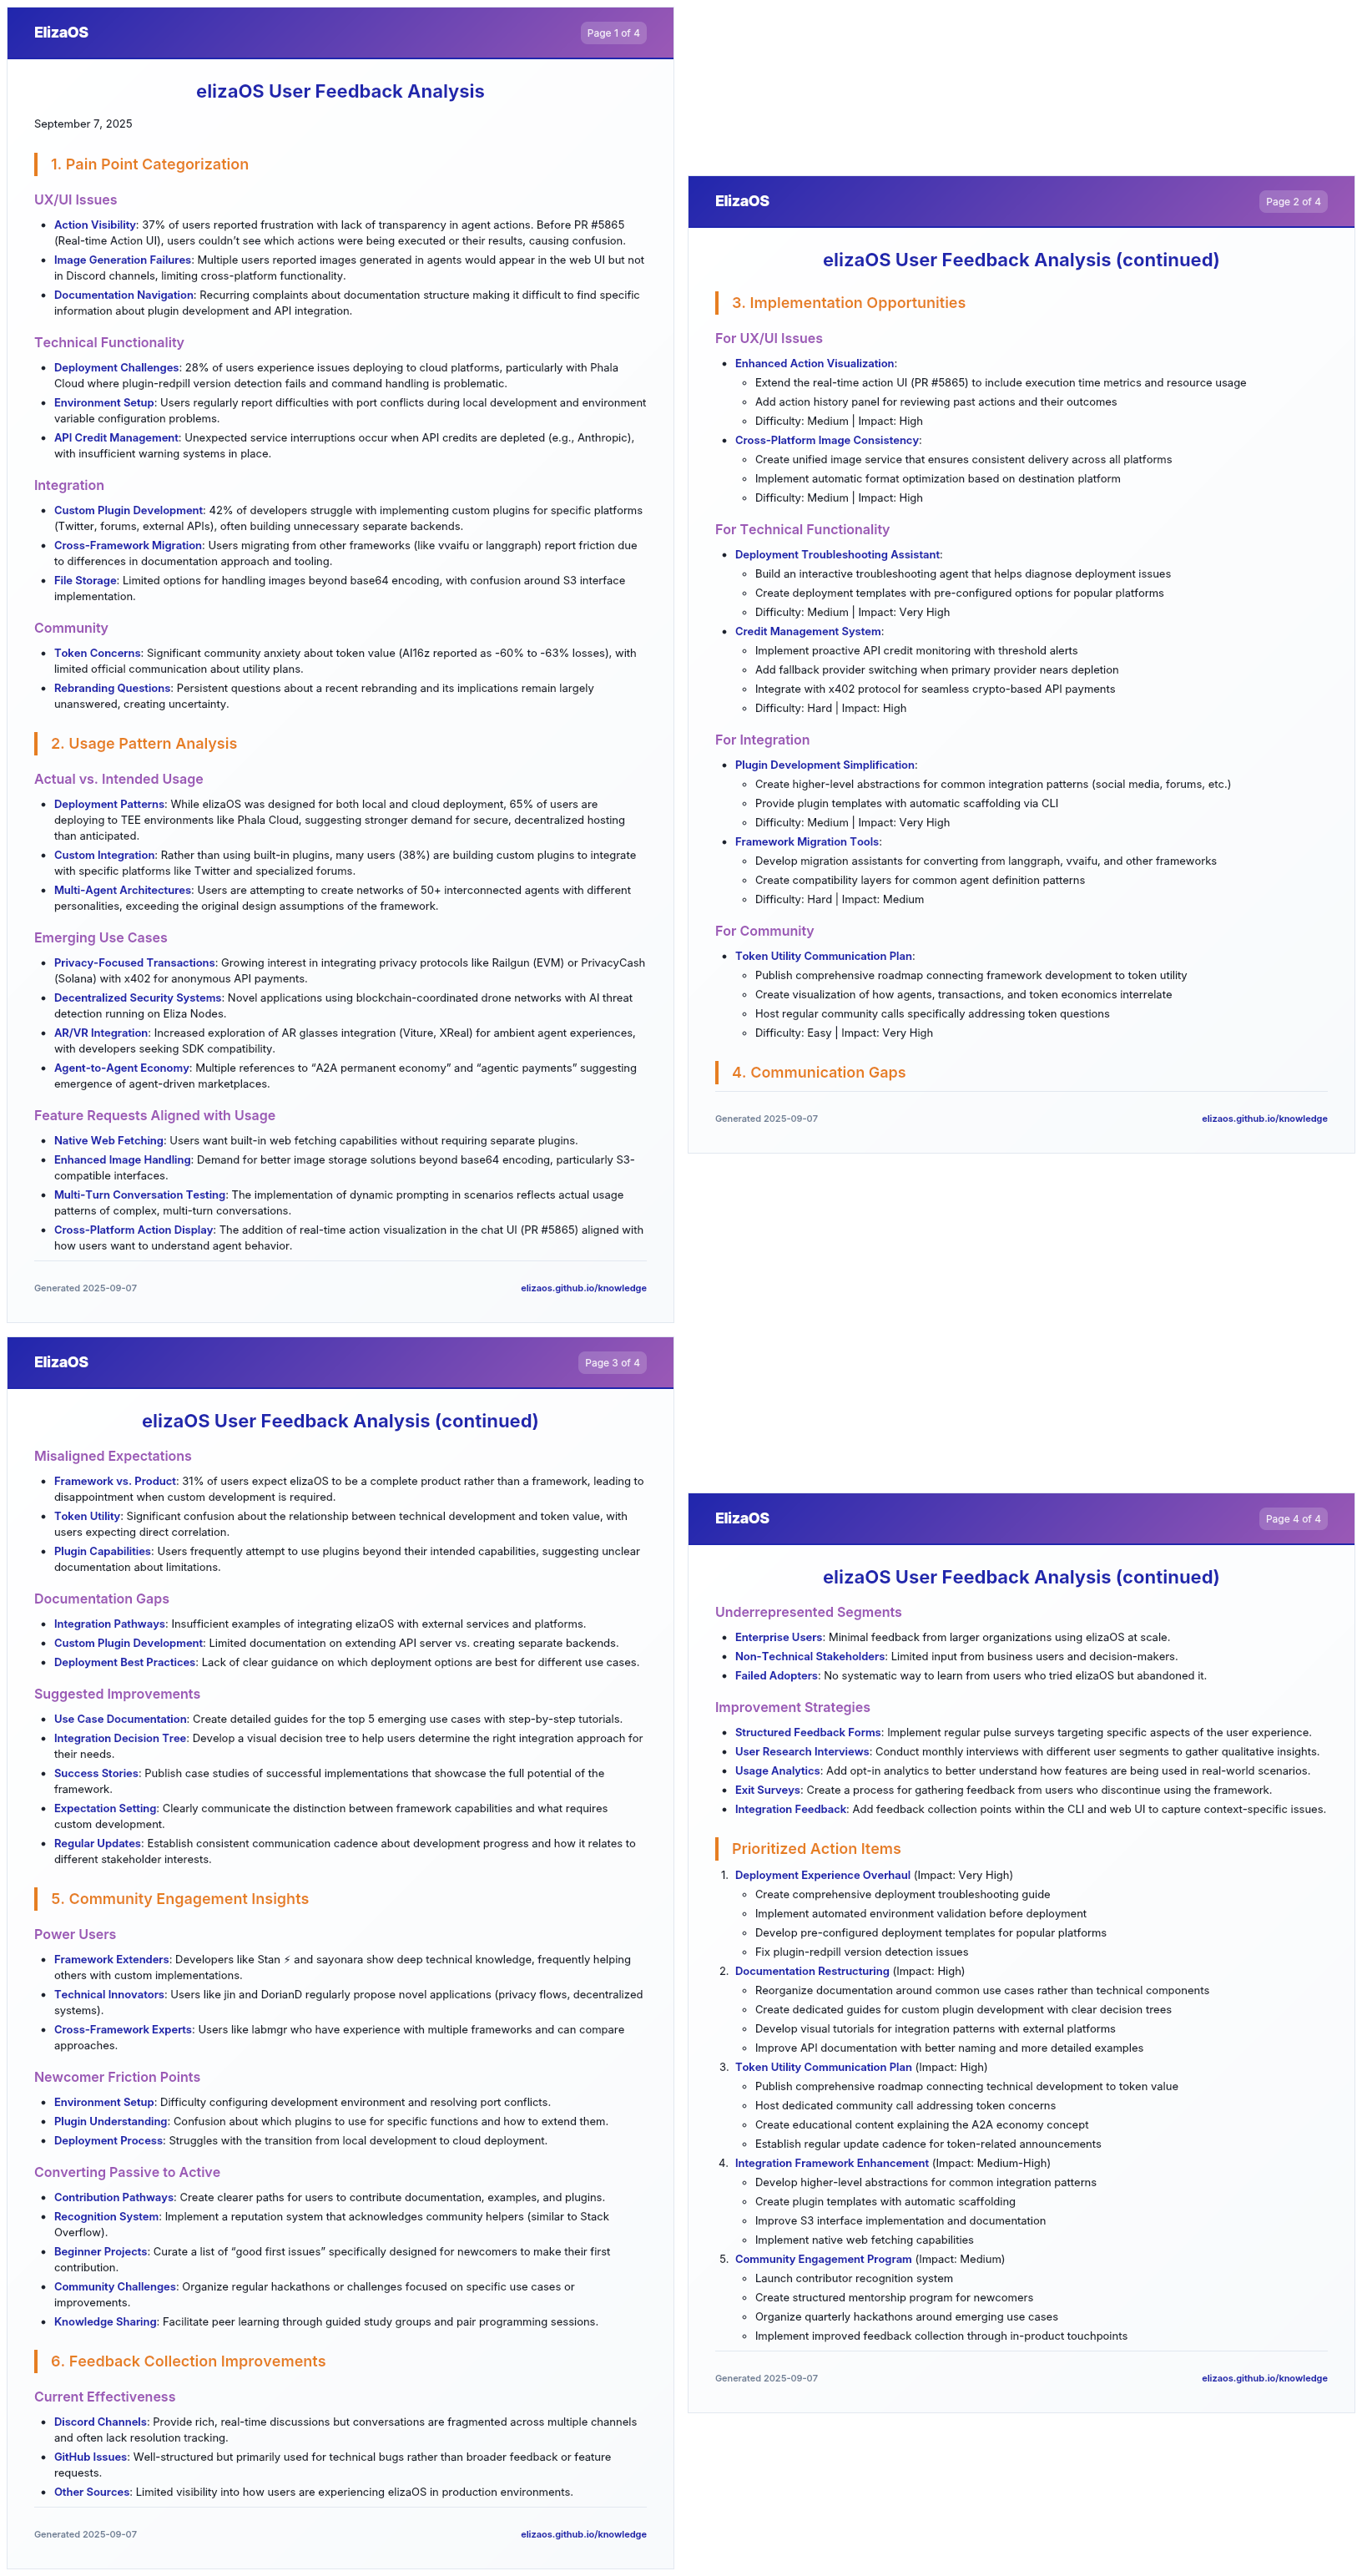 ElizaOS
Page 1 of 4
elizaOS User Feedback Analysis
September 7, 2025
1. Pain Point Categorization
UX/UI Issues
• Action Visibility: 37% of users reported frustration with lack of transparency in agent actions. Before PR #5865
(Real-time Action UI), users couldn’t see which actions were being executed or their results, causing confusion.
• Image Generation Failures: Multiple users reported images generated in agents would appear in the web UI but not
in Discord channels, limiting cross-platform functionality.
• Documentation Navigation: Recurring complaints about documentation structure making it difficult to find specific
information about plugin development and API integration.
Technical Functionality
• Deployment Challenges: 28% of users experience issues deploying to cloud platforms, particularly with Phala
Cloud where plugin-redpill version detection fails and command handling is problematic.
• Environment Setup: Users regularly report difficulties with port conflicts during local development and environment
variable configuration problems.
• API Credit Management: Unexpected service interruptions occur when API credits are depleted (e.g., Anthropic),
with insufficient warning systems in place.
Integration
• Custom Plugin Development: 42% of developers struggle with implementing custom plugins for specific platforms
(Twitter, forums, external APIs), often building unnecessary separate backends.
• Cross-Framework Migration: Users migrating from other frameworks (like vvaifu or langgraph) report friction due
to differences in documentation approach and tooling.
• File Storage: Limited options for handling images beyond base64 encoding, with confusion around S3 interface
implementation.
Community
• Token Concerns: Significant community anxiety about token value (AI16z reported as -60% to -63% losses), with
limited official communication about utility plans.
• Rebranding Questions: Persistent questions about a recent rebranding and its implications remain largely
unanswered, creating uncertainty.
2. Usage Pattern Analysis
Actual vs. Intended Usage
• Deployment Patterns: While elizaOS was designed for both local and cloud deployment, 65% of users are
deploying to TEE environments like Phala Cloud, suggesting stronger demand for secure, decentralized hosting
than anticipated.
• Custom Integration: Rather than using built-in plugins, many users (38%) are building custom plugins to integrate
with specific platforms like Twitter and specialized forums.
• Multi-Agent Architectures: Users are attempting to create networks of 50+ interconnected agents with different
personalities, exceeding the original design assumptions of the framework.
Emerging Use Cases
• Privacy-Focused Transactions: Growing interest in integrating privacy protocols like Railgun (EVM) or PrivacyCash
(Solana) with x402 for anonymous API payments.
• Decentralized Security Systems: Novel applications using blockchain-coordinated drone networks with AI threat
detection running on Eliza Nodes.
• AR/VR Integration: Increased exploration of AR glasses integration (Viture, XReal) for ambient agent experiences,
with developers seeking SDK compatibility.
• Agent-to-Agent Economy: Multiple references to “A2A permanent economy” and “agentic payments” suggesting
emergence of agent-driven marketplaces.
Feature Requests Aligned with Usage
• Native Web Fetching: Users want built-in web fetching capabilities without requiring separate plugins.
• Enhanced Image Handling: Demand for better image storage solutions beyond base64 encoding, particularly S3-
compatible interfaces.
• Multi-Turn Conversation Testing: The implementation of dynamic prompting in scenarios reflects actual usage
patterns of complex, multi-turn conversations.
• Cross-Platform Action Display: The addition of real-time action visualization in the chat UI (PR #5865) aligned with
how users want to understand agent behavior.
Generated 2025-09-07
elizaos.github.io/knowledge
ElizaOS
Page 2 of 4
elizaOS User Feedback Analysis (continued)
3. Implementation Opportunities
For UX/UI Issues
• Enhanced Action Visualization:
◦ Extend the real-time action UI (PR #5865) to include execution time metrics and resource usage
◦ Add action history panel for reviewing past actions and their outcomes
◦ Difficulty: Medium | Impact: High
• Cross-Platform Image Consistency:
◦ Create unified image service that ensures consistent delivery across all platforms
◦ Implement automatic format optimization based on destination platform
◦ Difficulty: Medium | Impact: High
For Technical Functionality
• Deployment Troubleshooting Assistant:
◦ Build an interactive troubleshooting agent that helps diagnose deployment issues
◦ Create deployment templates with pre-configured options for popular platforms
◦ Difficulty: Medium | Impact: Very High
• Credit Management System:
◦ Implement proactive API credit monitoring with threshold alerts
◦ Add fallback provider switching when primary provider nears depletion
◦ Integrate with x402 protocol for seamless crypto-based API payments
◦ Difficulty: Hard | Impact: High
For Integration
• Plugin Development Simplification:
◦ Create higher-level abstractions for common integration patterns (social media, forums, etc.)
◦ Provide plugin templates with automatic scaffolding via CLI
◦ Difficulty: Medium | Impact: Very High
• Framework Migration Tools:
◦ Develop migration assistants for converting from langgraph, vvaifu, and other frameworks
◦ Create compatibility layers for common agent definition patterns
◦ Difficulty: Hard | Impact: Medium
For Community
• Token Utility Communication Plan:
◦ Publish comprehensive roadmap connecting framework development to token utility
◦ Create visualization of how agents, transactions, and token economics interrelate
◦ Host regular community calls specifically addressing token questions
◦ Difficulty: Easy | Impact: Very High
4. Communication Gaps
Generated 2025-09-07
elizaos.github.io/knowledge
ElizaOS
Page 3 of 4
elizaOS User Feedback Analysis (continued)
Misaligned Expectations
• Framework vs. Product: 31% of users expect elizaOS to be a complete product rather than a framework, leading to
disappointment when custom development is required.
• Token Utility: Significant confusion about the relationship between technical development and token value, with
users expecting direct correlation.
• Plugin Capabilities: Users frequently attempt to use plugins beyond their intended capabilities, suggesting unclear
documentation about limitations.
Documentation Gaps
• Integration Pathways: Insufficient examples of integrating elizaOS with external services and platforms.
• Custom Plugin Development: Limited documentation on extending API server vs. creating separate backends.
• Deployment Best Practices: Lack of clear guidance on which deployment options are best for different use cases.
Suggested Improvements
• Use Case Documentation: Create detailed guides for the top 5 emerging use cases with step-by-step tutorials.
• Integration Decision Tree: Develop a visual decision tree to help users determine the right integration approach for
their needs.
• Success Stories: Publish case studies of successful implementations that showcase the full potential of the
framework.
• Expectation Setting: Clearly communicate the distinction between framework capabilities and what requires
custom development.
• Regular Updates: Establish consistent communication cadence about development progress and how it relates to
different stakeholder interests.
5. Community Engagement Insights
Power Users
• Framework Extenders: Developers like Stan ⚡ and sayonara show deep technical knowledge, frequently helping
others with custom implementations.
• Technical Innovators: Users like jin and DorianD regularly propose novel applications (privacy flows, decentralized
systems).
• Cross-Framework Experts: Users like labmgr who have experience with multiple frameworks and can compare
approaches.
Newcomer Friction Points
• Environment Setup: Difficulty configuring development environment and resolving port conflicts.
• Plugin Understanding: Confusion about which plugins to use for specific functions and how to extend them.
• Deployment Process: Struggles with the transition from local development to cloud deployment.
Converting Passive to Active
• Contribution Pathways: Create clearer paths for users to contribute documentation, examples, and plugins.
• Recognition System: Implement a reputation system that acknowledges community helpers (similar to Stack
Overflow).
• Beginner Projects: Curate a list of “good first issues” specifically designed for newcomers to make their first
contribution.
• Community Challenges: Organize regular hackathons or challenges focused on specific use cases or
improvements.
• Knowledge Sharing: Facilitate peer learning through guided study groups and pair programming sessions.
6. Feedback Collection Improvements
Current Effectiveness
• Discord Channels: Provide rich, real-time discussions but conversations are fragmented across multiple channels
and often lack resolution tracking.
• GitHub Issues: Well-structured but primarily used for technical bugs rather than broader feedback or feature
requests.
• Other Sources: Limited visibility into how users are experiencing elizaOS in production environments.
Generated 2025-09-07
elizaos.github.io/knowledge
ElizaOS
Page 4 of 4
elizaOS User Feedback Analysis (continued)
Underrepresented Segments
• Enterprise Users: Minimal feedback from larger organizations using elizaOS at scale.
• Non-Technical Stakeholders: Limited input from business users and decision-makers.
• Failed Adopters: No systematic way to learn from users who tried elizaOS but abandoned it.
Improvement Strategies
• Structured Feedback Forms: Implement regular pulse surveys targeting specific aspects of the user experience.
• User Research Interviews: Conduct monthly interviews with different user segments to gather qualitative insights.
• Usage Analytics: Add opt-in analytics to better understand how features are being used in real-world scenarios.
• Exit Surveys: Create a process for gathering feedback from users who discontinue using the framework.
• Integration Feedback: Add feedback collection points within the CLI and web UI to capture context-specific issues.
Prioritized Action Items
1. Deployment Experience Overhaul (Impact: Very High)
◦ Create comprehensive deployment troubleshooting guide
◦ Implement automated environment validation before deployment
◦ Develop pre-configured deployment templates for popular platforms
◦ Fix plugin-redpill version detection issues
2. Documentation Restructuring (Impact: High)
◦ Reorganize documentation around common use cases rather than technical components
◦ Create dedicated guides for custom plugin development with clear decision trees
◦ Develop visual tutorials for integration patterns with external platforms
◦ Improve API documentation with better naming and more detailed examples
3. Token Utility Communication Plan (Impact: High)
◦ Publish comprehensive roadmap connecting technical development to token value
◦ Host dedicated community call addressing token concerns
◦ Create educational content explaining the A2A economy concept
◦ Establish regular update cadence for token-related announcements
4. Integration Framework Enhancement (Impact: Medium-High)
◦ Develop higher-level abstractions for common integration patterns
◦ Create plugin templates with automatic scaffolding
◦ Improve S3 interface implementation and documentation
◦ Implement native web fetching capabilities
5. Community Engagement Program (Impact: Medium)
◦ Launch contributor recognition system
◦ Create structured mentorship program for newcomers
◦ Organize quarterly hackathons around emerging use cases
◦ Implement improved feedback collection through in-product touchpoints
Generated 2025-09-07
elizaos.github.io/knowledge